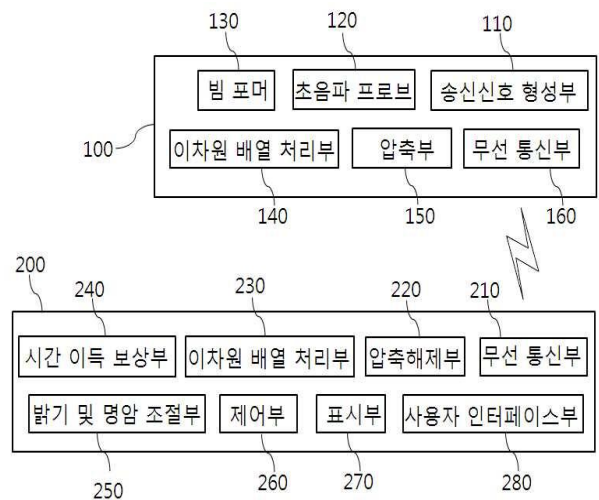 130 120 110
빔 포머 초음파 프로브 송신신호 형성부
100
이차원 배열 처리부 압축부 무선 통신부
140 150 160
200
240 230 220 210
시간 이득 보상부 이차원 배열 처리부 압축해제부 무선 통신부
밝기 및 명암 조절부 제어부 표시부 사용자 인터페이스부
250 260 270 280